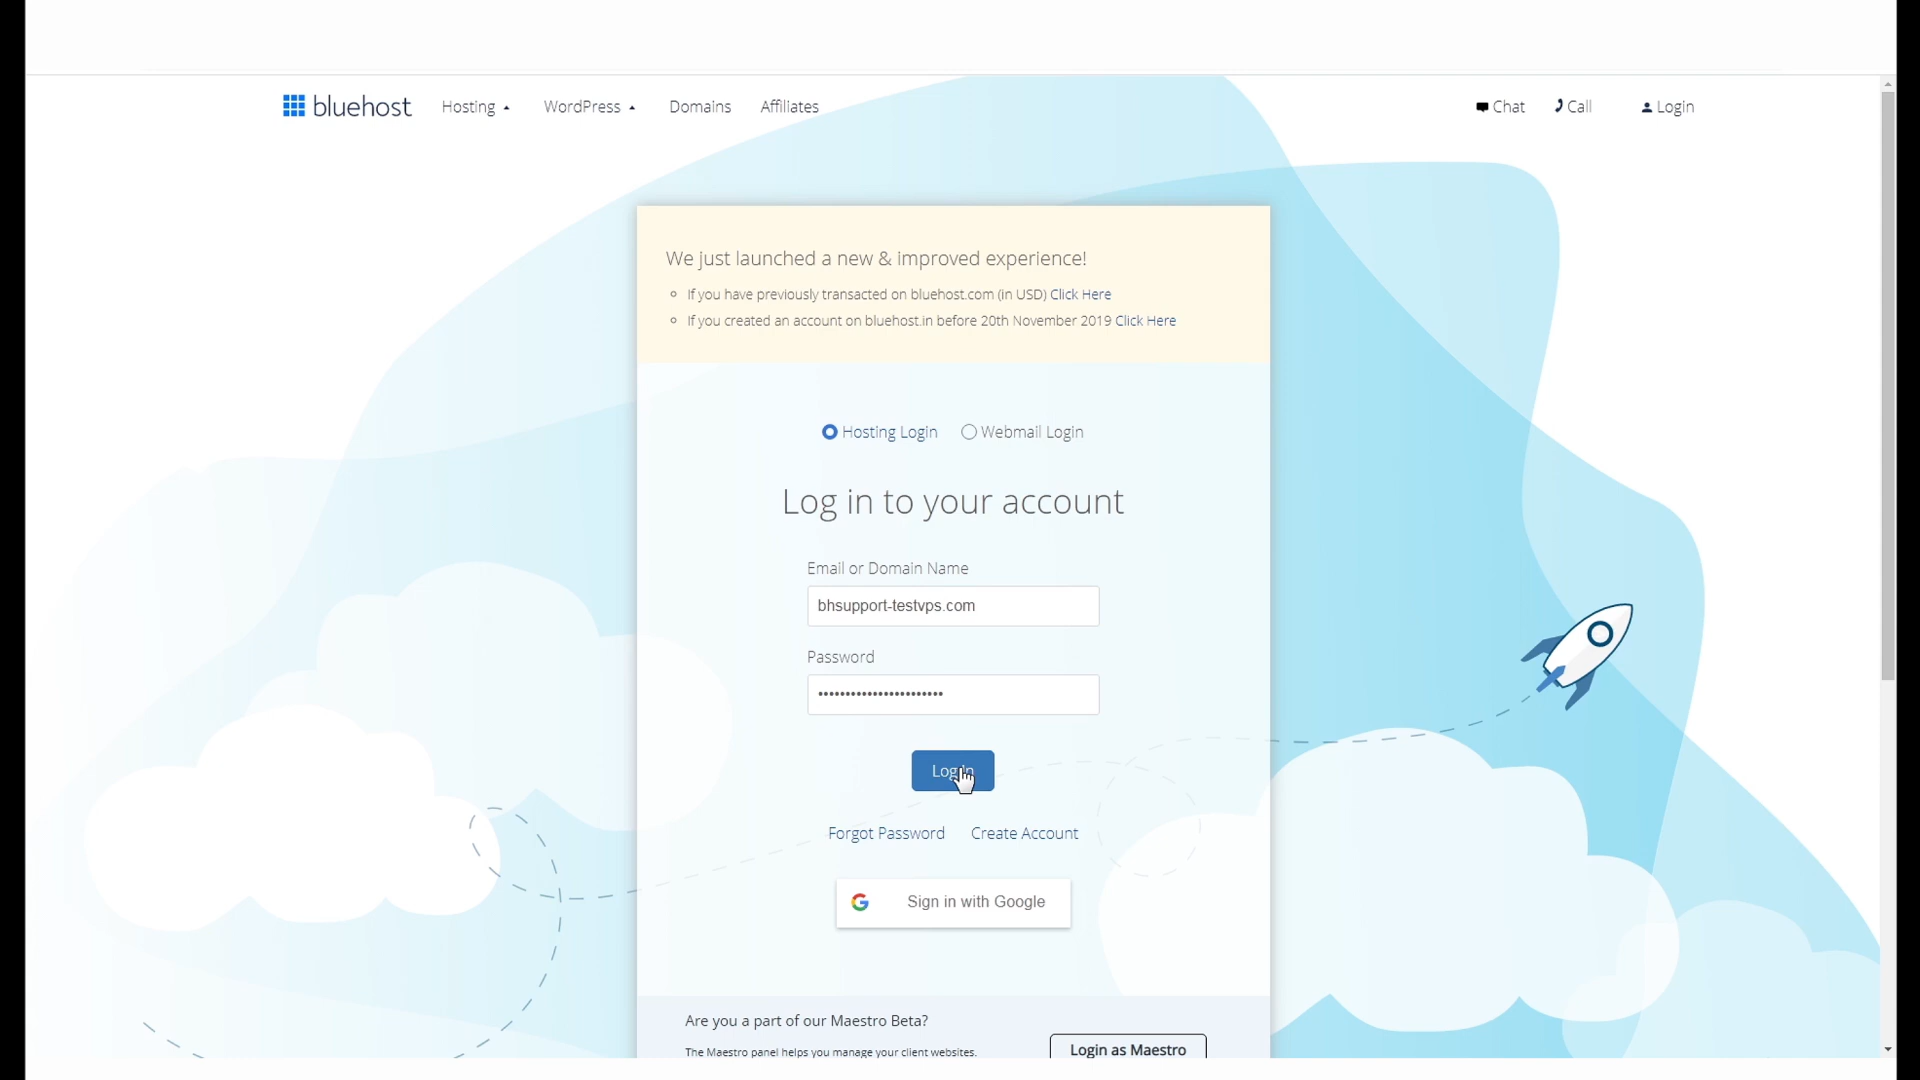 bluehost Hosting WordPress Domains Affiliates Chat Call Login
We just launched a new & improved experience!
If you have previously transacted on bluehost.com (in USD) Click Here
If you created an account on bluehost.in before 20th November 2019 Click Here
Hosting Login Webmail Login
Log in to your account
Email or Domain Name
bhsupport-testvps.com
Password
Login
Forgot Password Create Account
Sign in with Google
Are you a part of our Maestro Beta?
The Maestro panel helps you manage your client websites.
Login as Maestro